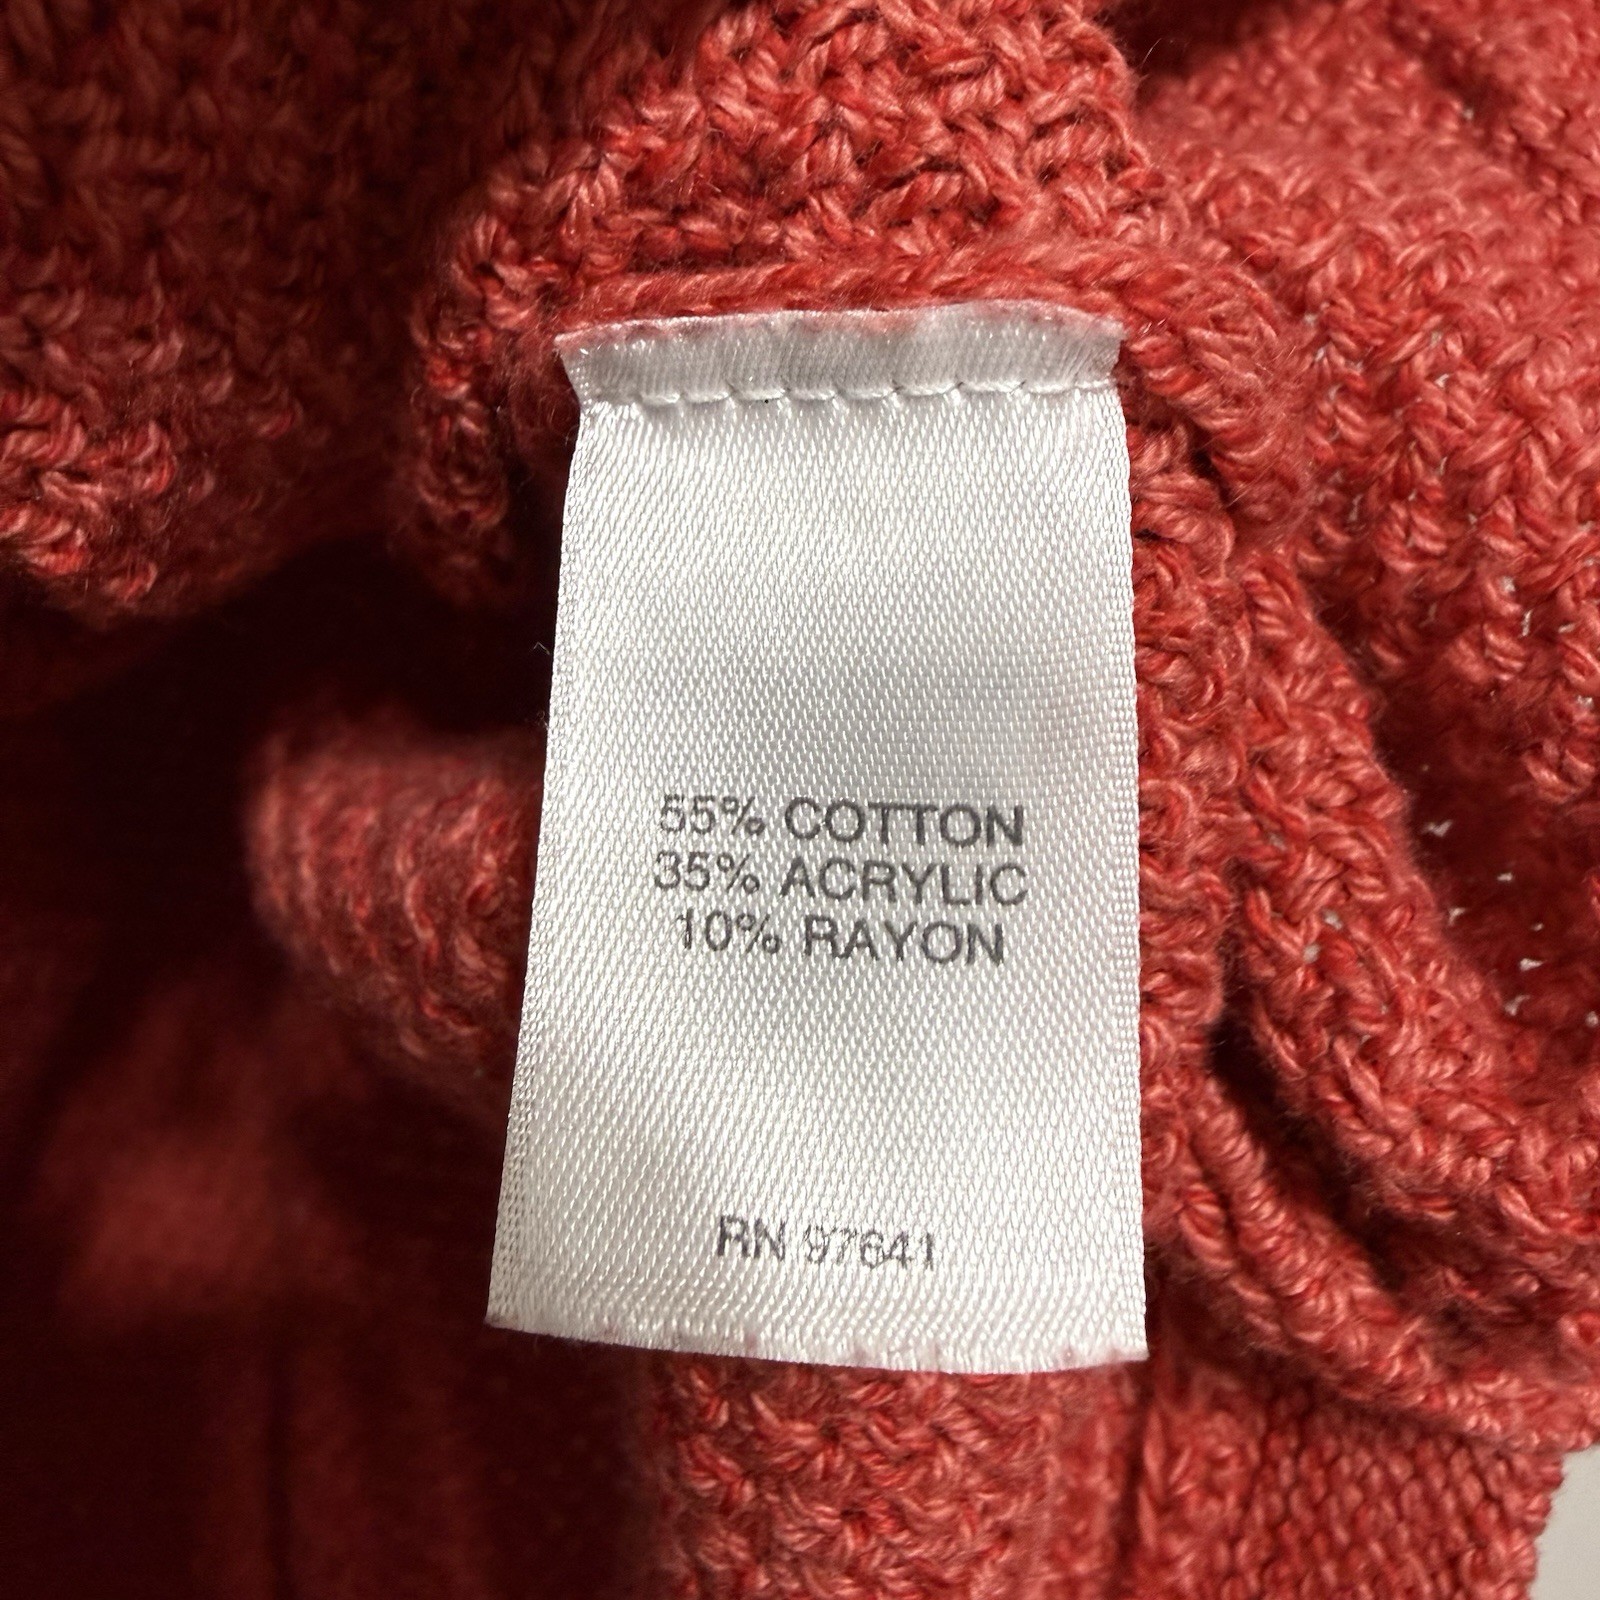 55% COTTON
35% ACRYLIC
10% RAYON
RN 97641